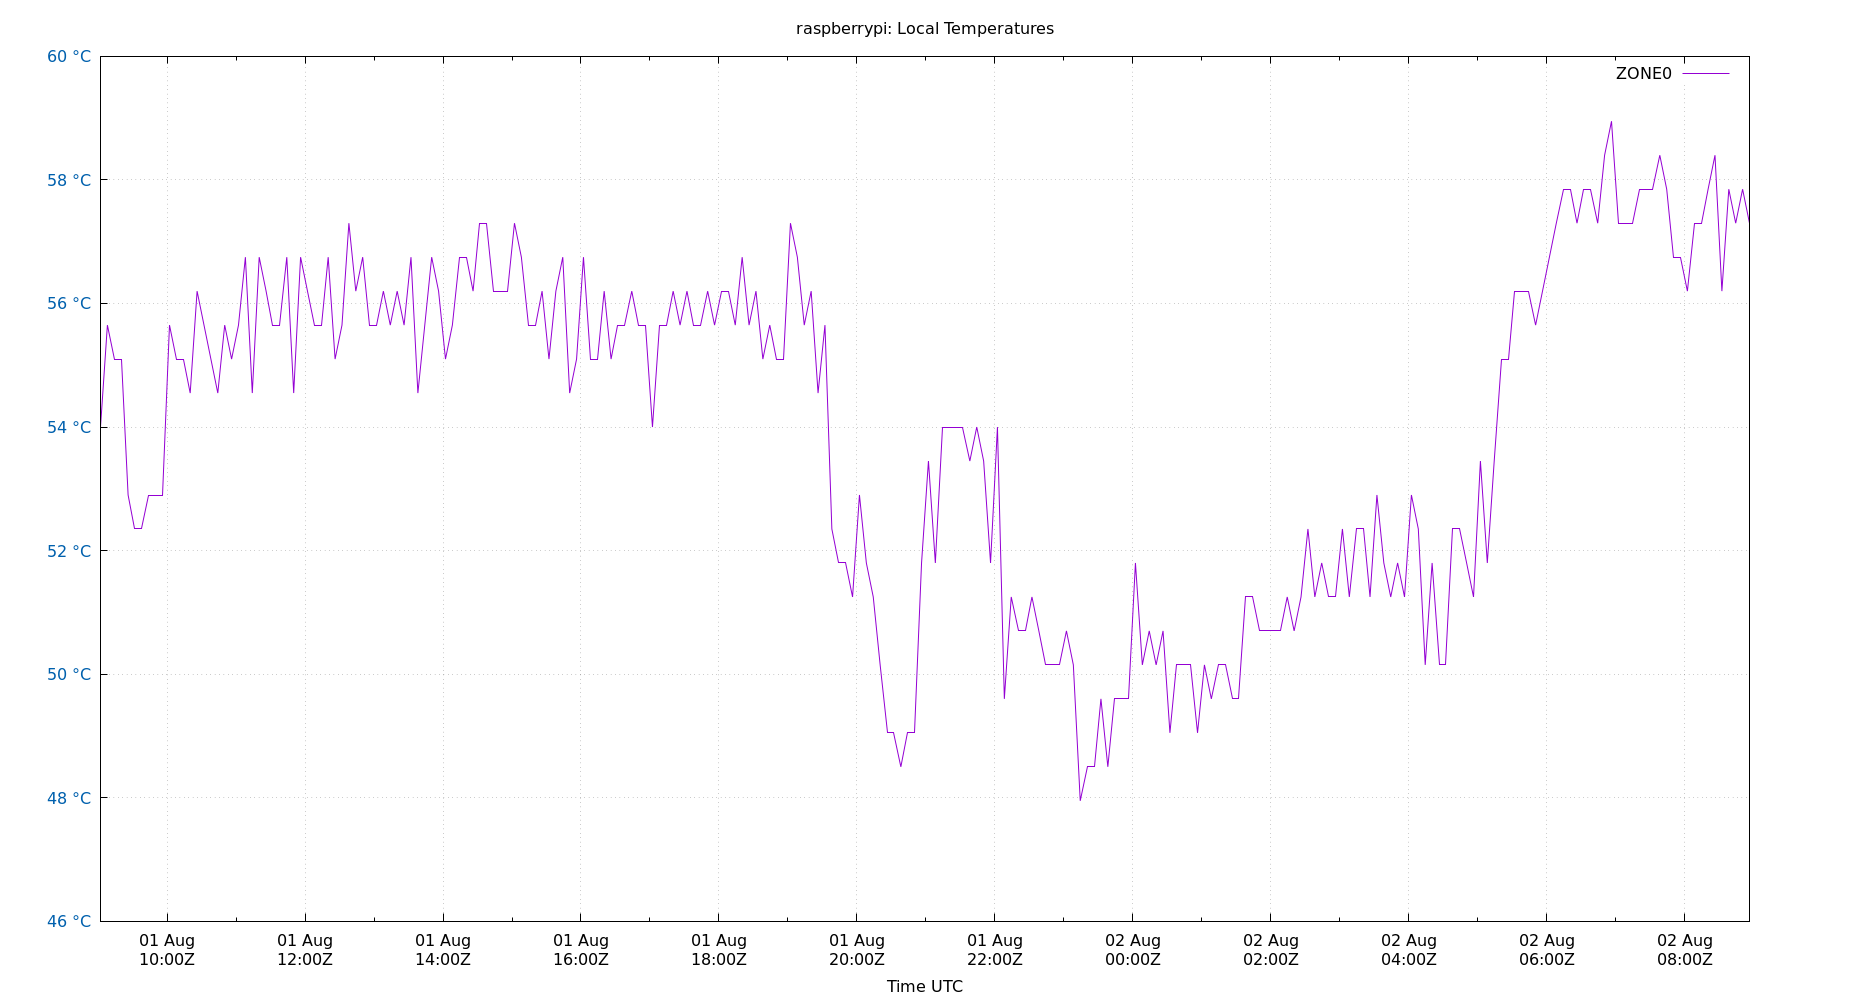 raspberrypi: Local Temperatures
60 °C
58 °C
56 °C
54 °C
52 °C
50 °C
48 °C
46 °C
ZONE0
01 Aug
10:00Z
01 Aug
12:00Z
01 Aug
14:00Z
01 Aug
16:00Z
01 Aug
18:00Z
01 Aug
20:00Z
01 Aug
22:00Z
02 Aug
00:00Z
02 Aug
02:00Z
02 Aug
04:00Z
02 Aug
06:00Z
02 Aug
08:00Z
Time UTC